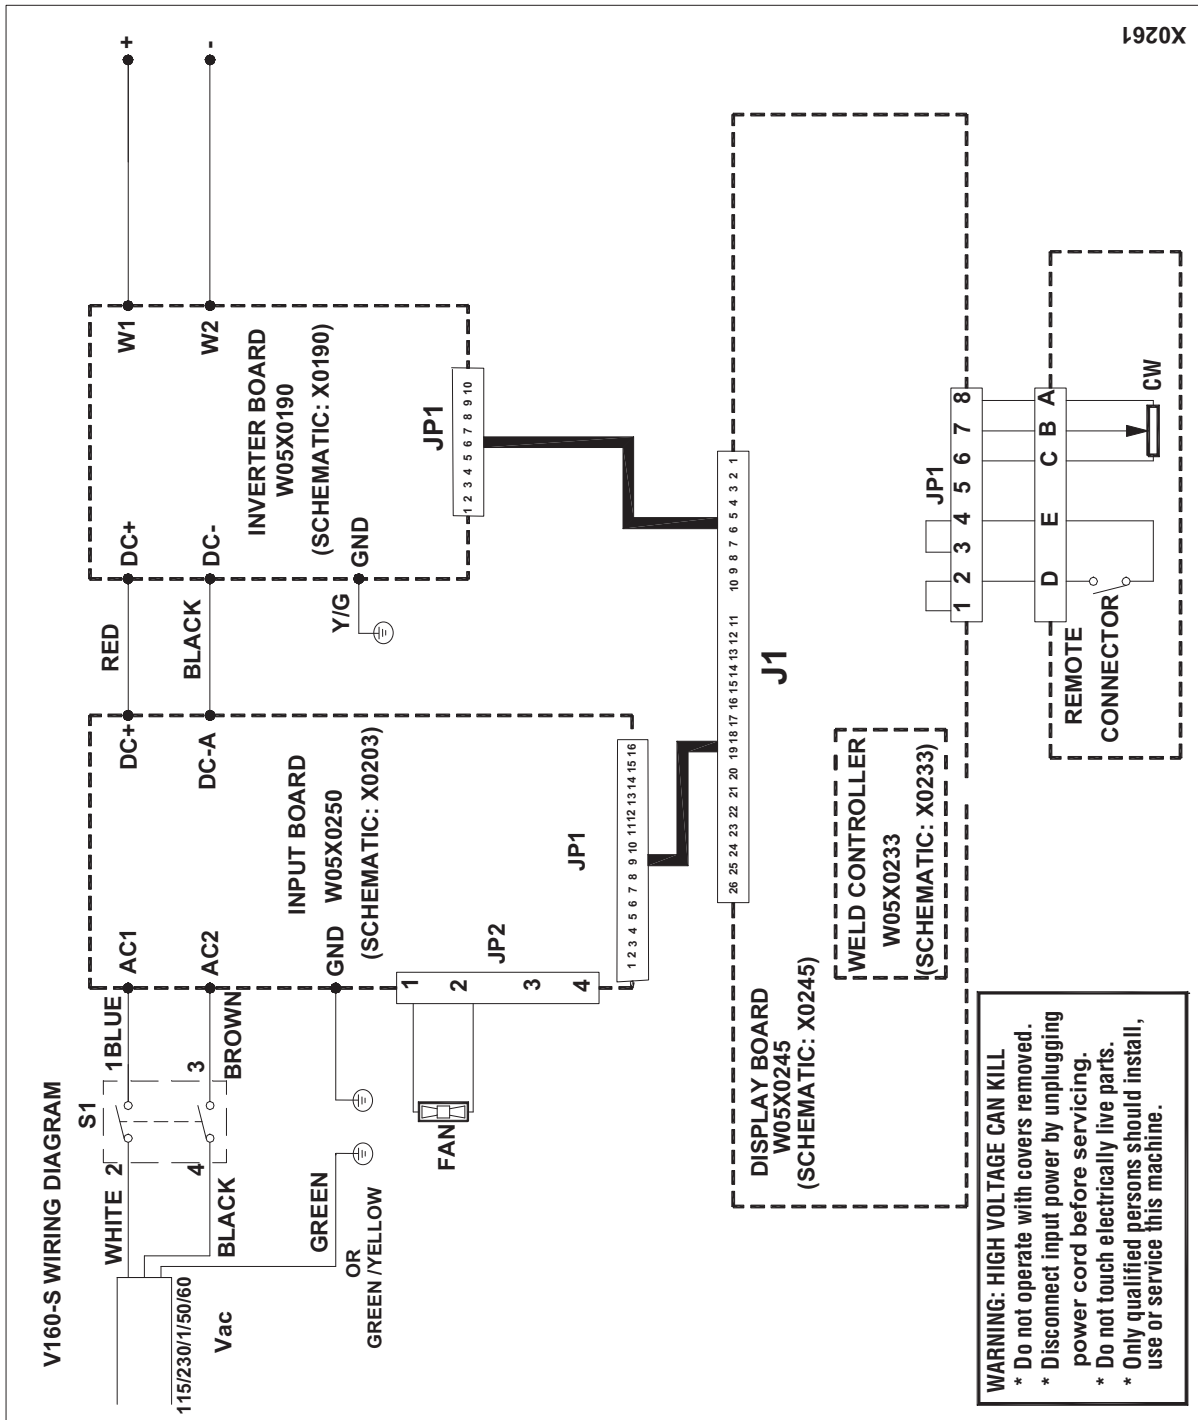 V160-S WIRING DIAGRAM
115/230/1/50/60
Vac
WHITE
BLACK
GREEN
OR
GREEN /YELLOW
S1
2
4
1
3
BLUE
BROWN
FAN
AC1
AC2
GND
INPUT BOARD
W05X0250
(SCHEMATIC: X0203)
JP2
1
2
3
4
JP1
1 2 3 4 5 6 7 8 9 10 11 12 13 14 15 16
DC+
DC-A
RED
BLACK
DC+
DC-
Y/G
GND
INVERTER BOARD
W05X0190
(SCHEMATIC: X0190)
JP1
1 2 3 4 5 6 7 8 9 10
W1
W2
+
-
DISPLAY BOARD
W05X0245
(SCHEMATIC: X0245)
26 25 24 23 22 21 20 19 18 17 16 15 14 13 12 11 10 9 8 7 6 5 4 3 2 1
J1
WELD CONTROLLER
W05X0233
(SCHEMATIC: X0233)
JP1
1 2 3 4 5 6 7 8
D E C B A
REMOTE
CONNECTOR
CW
WARNING: HIGH VOLTAGE CAN KILL
* Do not operate with covers removed.
* Disconnect input power by unplugging
power cord before servicing.
* Do not touch electrically live parts.
* Only qualified persons should install,
use or service this machine.
X0261